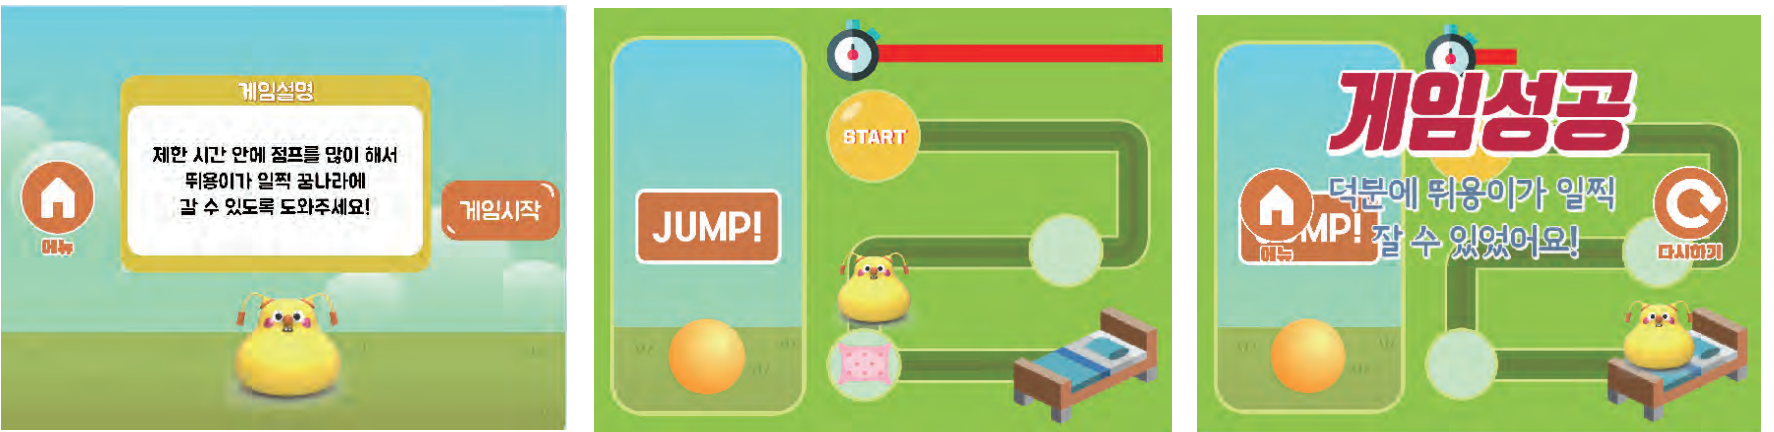 게임설명
제한 시간 안에 점프를 많이 해서
뛰용이가 일찍 꿈나라에
갈 수 있도록 도와주세요!
메뉴
게임시작
START
JUMP!
게임성공
덕분에 뛰용이가 일찍
잘 수 있었어요!
MP!
메뉴
다시하기